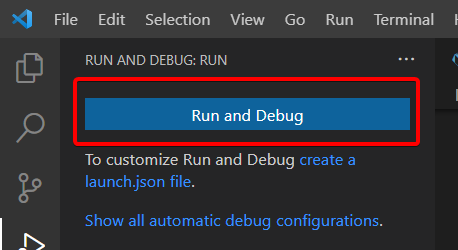 File Edit Selection View Go Run Terminal H
RUN AND DEBUG: RUN ...
Run and Debug
To customize Run and Debug create a
launch.json file.
Show all automatic debug configurations.